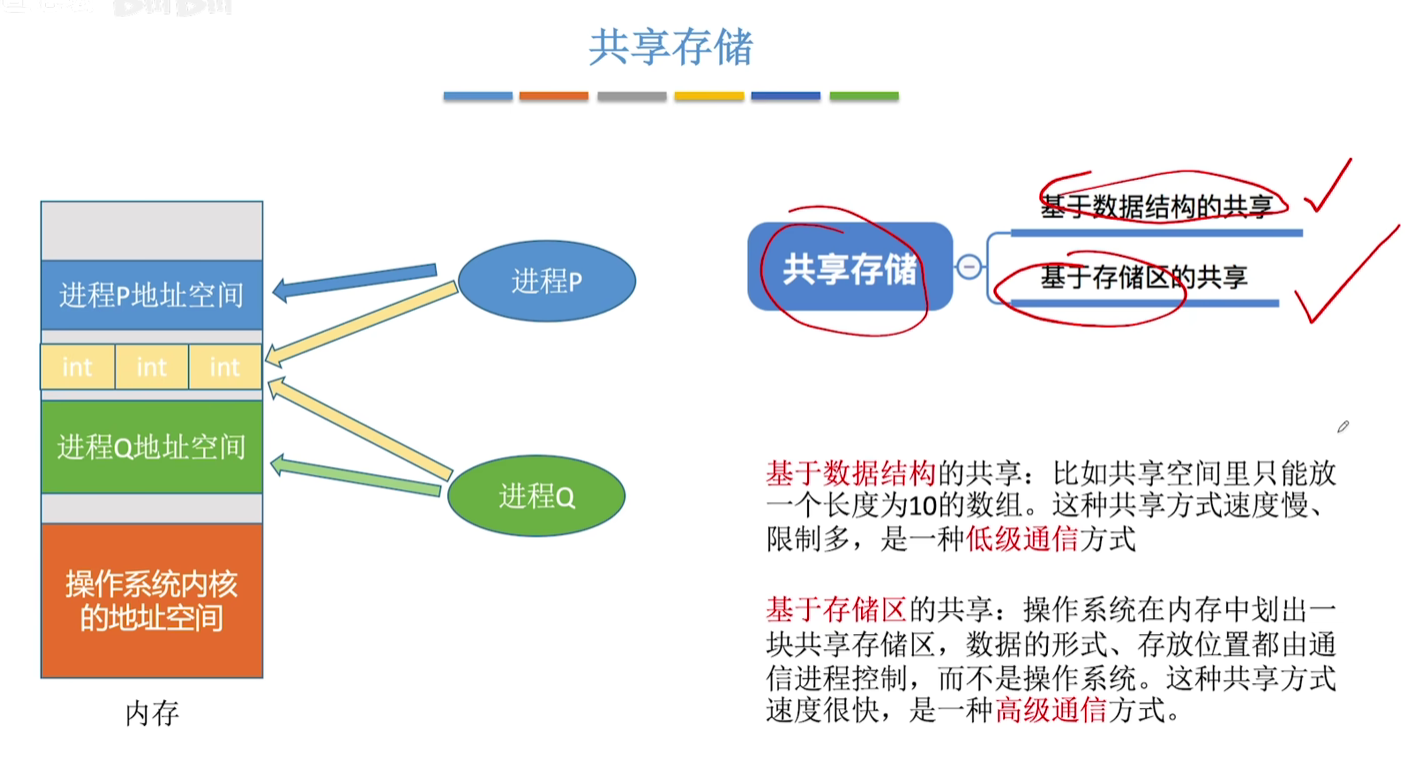 共享存储
进程P地址空间
int int int
进程Q地址空间
操作系统内核
的地址空间
内存
进程P
进程Q
共享存储
基于数据结构的共享
基于存储区的共享
基于数据结构的共享：比如共享空间里只能放
一个长度为10的数组。这种共享方式速度慢、
限制多，是一种低级通信方式
基于存储区的共享：操作系统在内存中划出一
块共享存储区，数据的形式、存放位置都由通
信进程控制，而不是操作系统。这种共享方式
速度很快，是一种高级通信方式。